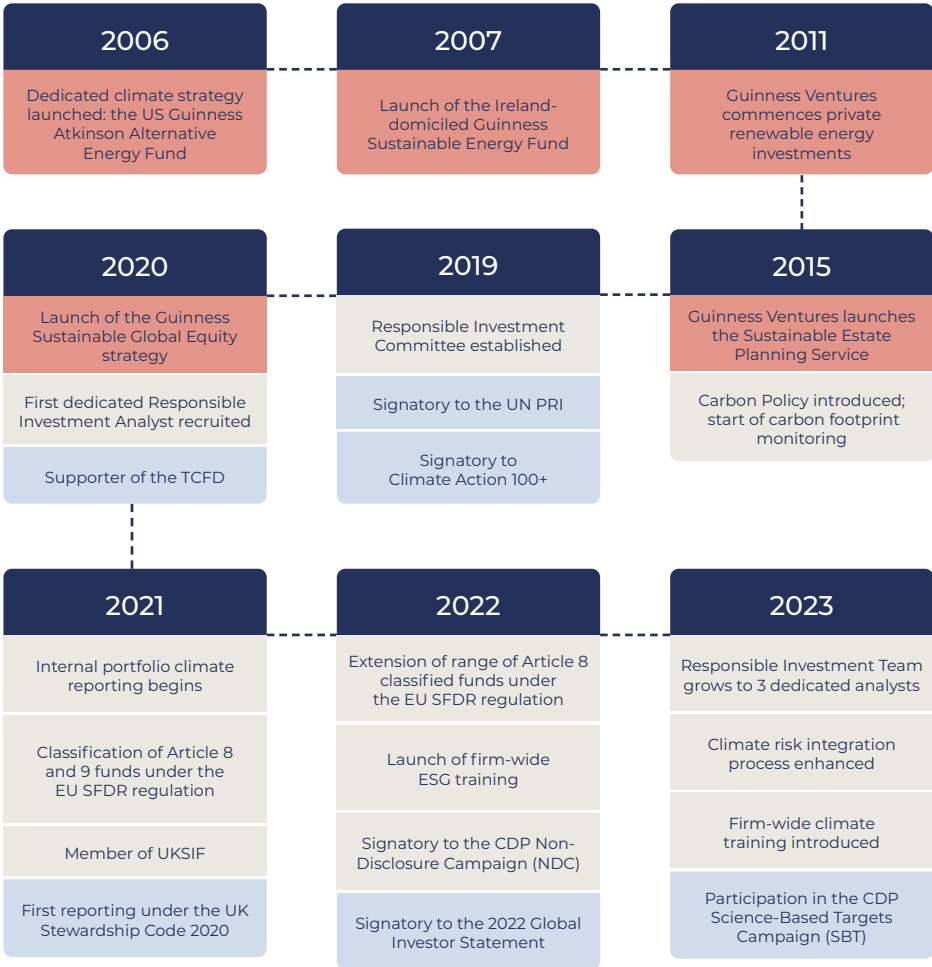 2006
Dedicated climate strategy
launched: the US Guinness
Atkinson Alternative
Energy Fund
2007
Launch of the Ireland-
domiciled Guinness
Sustainable Energy Fund
2011
Guinness Ventures
commences private
renewable energy
investments
2015
Guinness Ventures launches
the Sustainable Estate
Planning Service
Carbon Policy introduced;
start of carbon footprint
monitoring
2019
Responsible Investment
Committee established
Signatory to the UN PRI
Signatory to
Climate Action 100+
2020
Launch of the Guinness
Sustainable Global Equity
strategy
First dedicated Responsible
Investment Analyst recruited
Supporter of the TCFD
2021
Internal portfolio climate
reporting begins
Classification of Article 8
and 9 funds under the
EU SFDR regulation
Member of UKSIF
First reporting under the UK
Stewardship Code 2020
2022
Extension of range of Article 8
classified funds under
the EU SFDR regulation
Launch of firm-wide
ESG training
Signatory to the CDP Non-
Disclosure Campaign (NDC)
Signatory to the 2022 Global
Investor Statement
2023
Responsible Investment Team
grows to 3 dedicated analysts
Climate risk integration
process enhanced
Firm-wide climate
training introduced
Participation in the CDP
Science-Based Targets
Campaign (SBT)